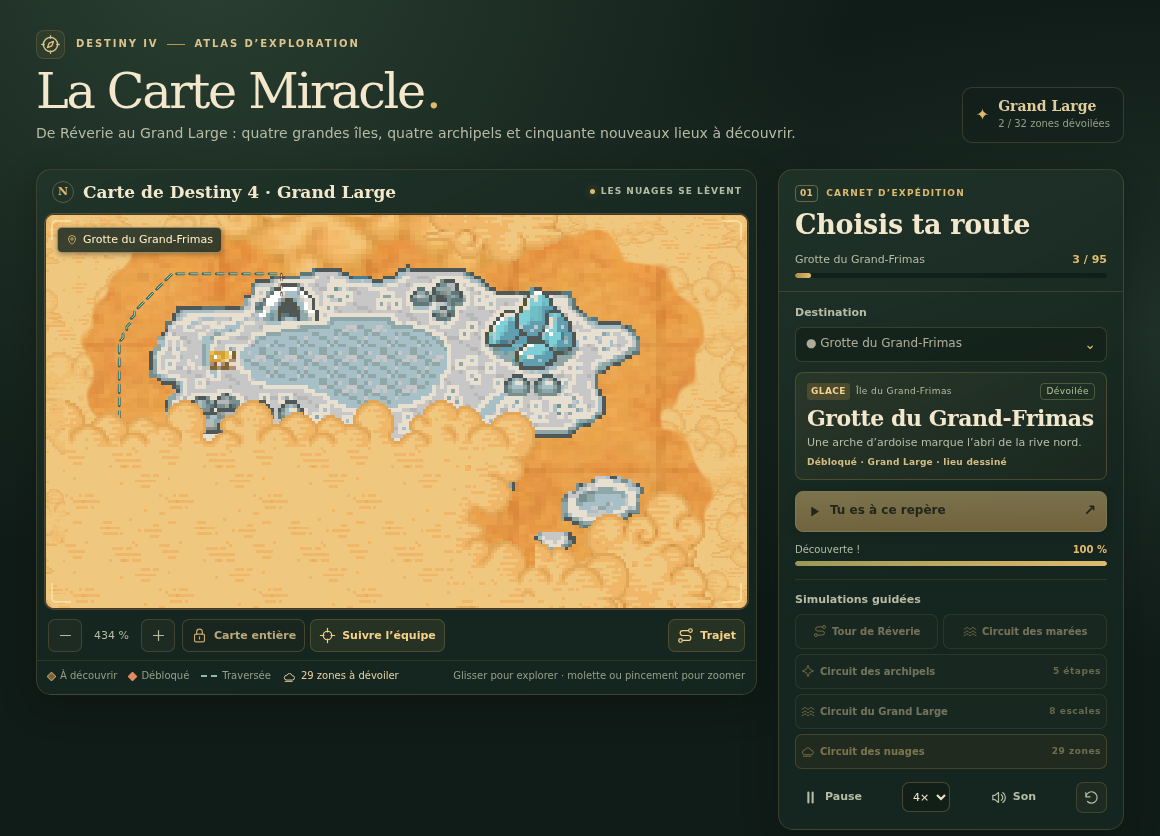 DESTINY IV — ATLAS D’EXPLORATION
La Carte Miracle.
De Réverie au Grand Large : quatre grandes îles, quatre archipels et cinquante nouveaux lieux à découvrir.
Grand Large
2 / 32 zones dévoilées
N Carte de Destiny 4 · Grand Large
LES NUAGES SE LÈVENT
Grotte du Grand-Frimas
434 %
Carte entière
Suivre l’équipe
Trajet
À découvrir
Débloqué
Traversée
29 zones à dévoiler
Glisser pour explorer · molette ou pincement pour zoomer
01 CARNET D’EXPÉDITION
Choisis ta route
Grotte du Grand-Frimas 3 / 95
Destination
Grotte du Grand-Frimas
GLACE Île du Grand-Frimas Dévoilée
Grotte du Grand-Frimas
Une arche d’ardoise marque l’abri de la rive nord.
Débloqué · Grand Large · lieu dessiné
Tu es à ce repère
Découverte ! 100 %
Simulations guidées
Tour de Réverie
Circuit des marées
Circuit des archipels 5 étapes
Circuit du Grand Large 8 escales
Circuit des nuages 29 zones
Pause
4×
Son